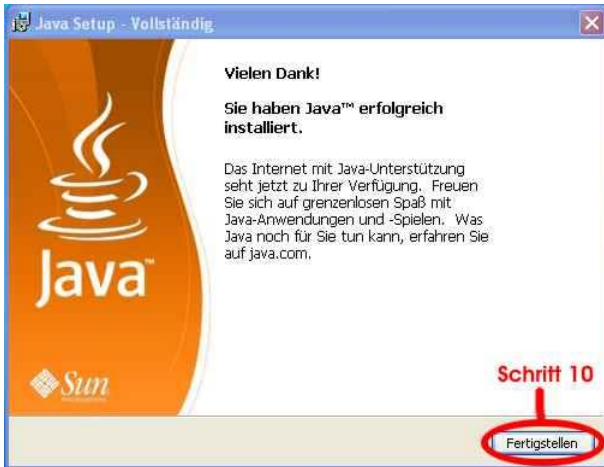 Java Setup - Vollständig
Vielen Dank!
Sie haben Java™ erfolgreich
installiert.
Das Internet mit Java-Unterstützung
seht jetzt zu Ihrer Verfügung. Freuen
Sie sich auf grenzenlosen Spaß mit
Java-Anwendungen und -Spielen. Was
Java noch für Sie tun kann, erfahren Sie
auf java.com.
Java™
Sun
Schritt 10
Fertigstellen